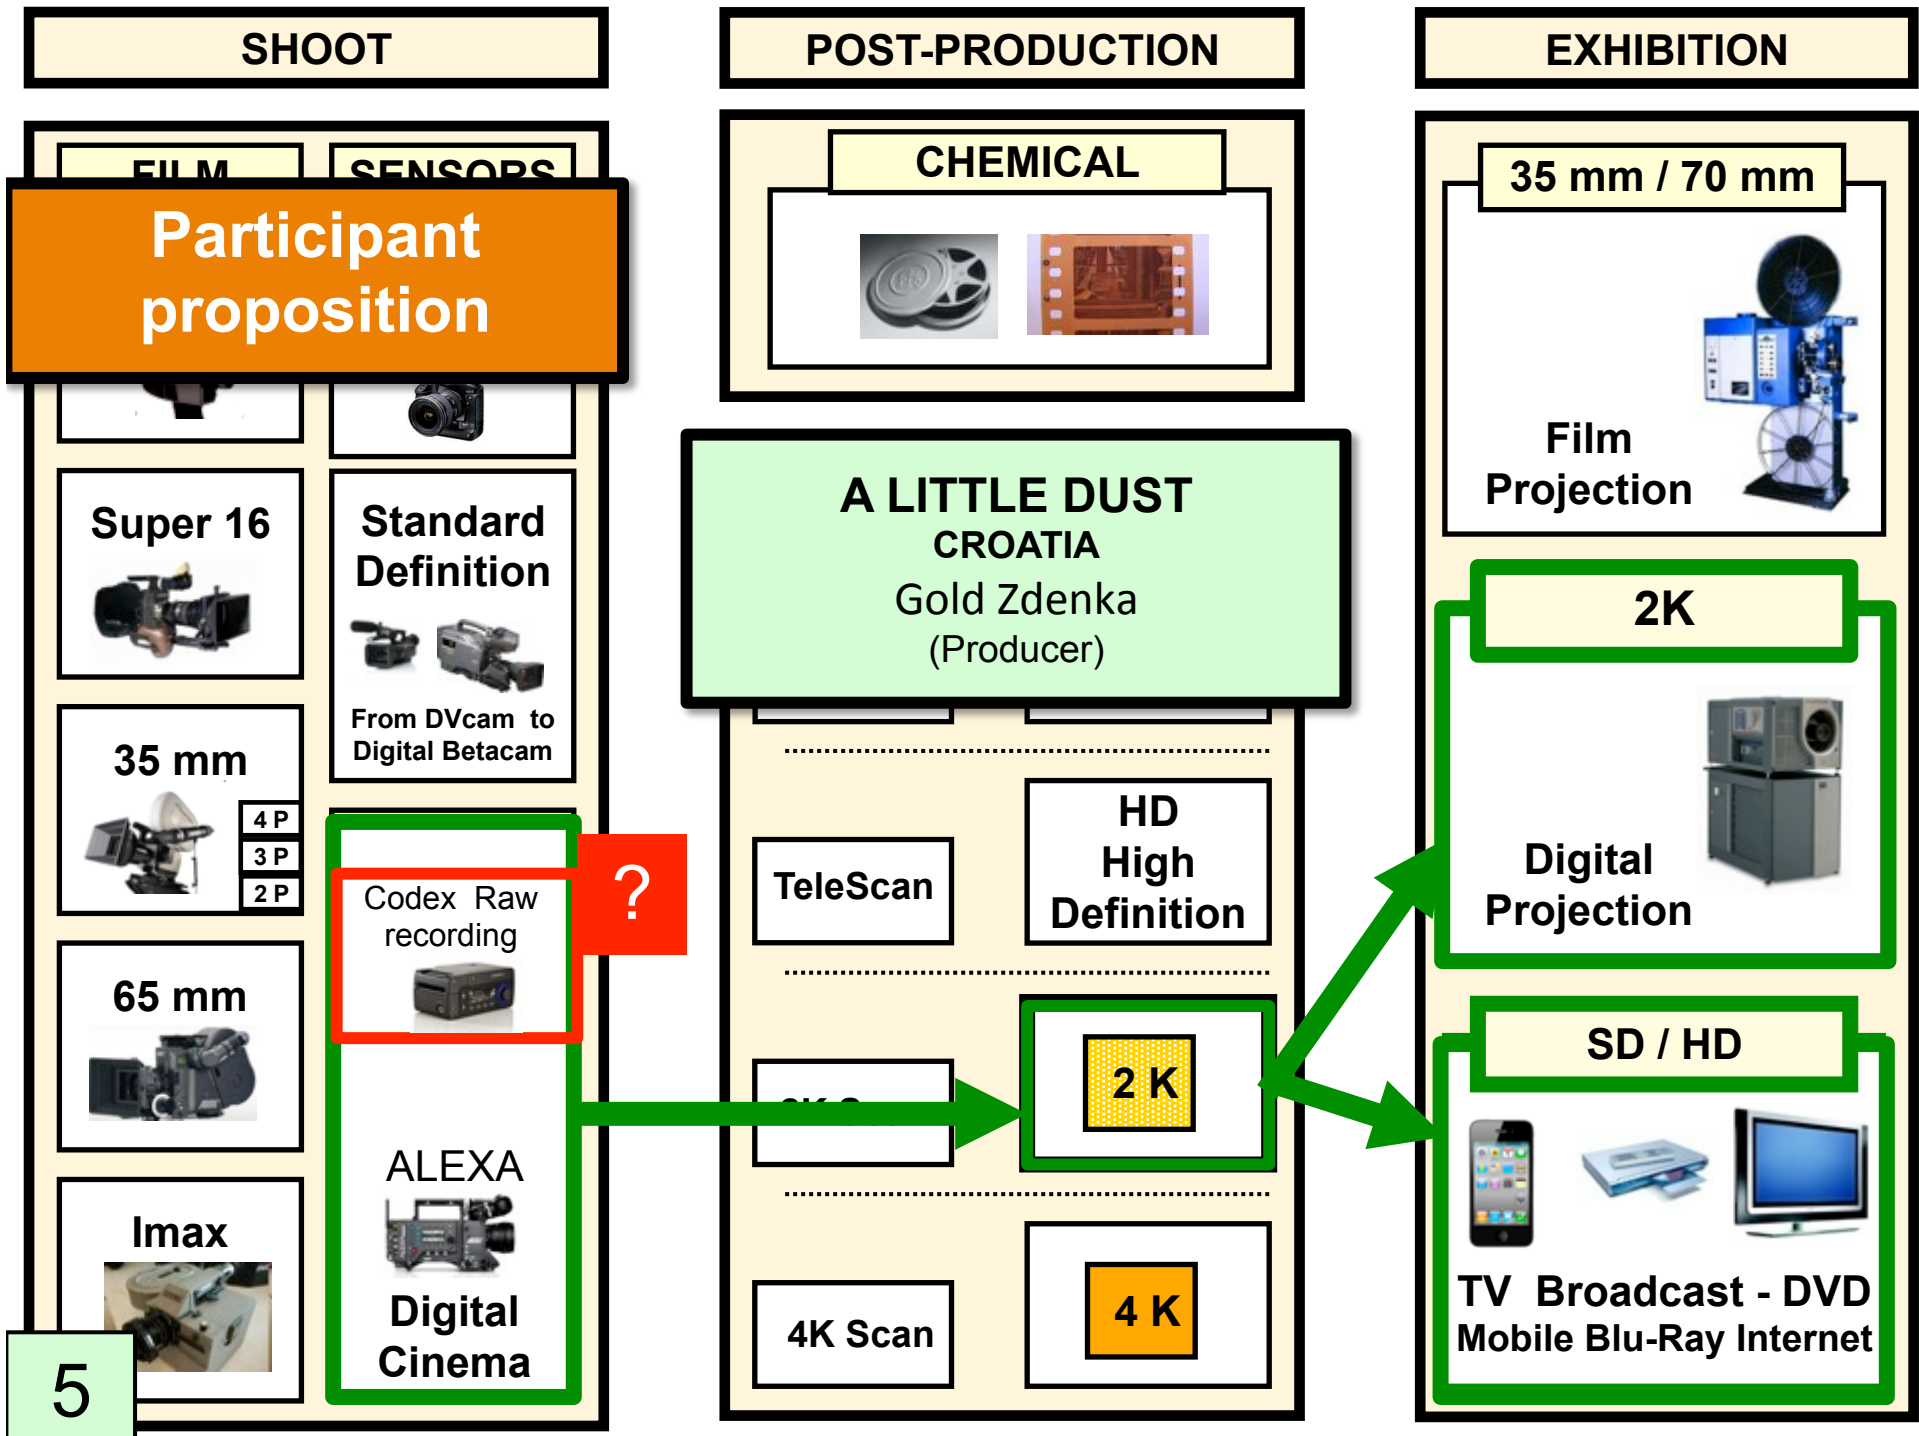 SHOOT
POST-PRODUCTION
EXHIBITION
FILM
SENSORS
Participant
proposition
Super 16
35 mm
4 P
3 P
2 P
65 mm
Imax
5
Standard
Definition
From DVcam to
Digital Betacam
Codex Raw
recording
?
ALEXA
Digital
Cinema
CHEMICAL
A LITTLE DUST
CROATIA
Gold Zdenka
(Producer)
TeleScan
HD
High
Definition
2 K
4K Scan
4 K
35 mm / 70 mm
Film
Projection
2K
Digital
Projection
SD / HD
TV Broadcast - DVD
Mobile Blu-Ray Internet